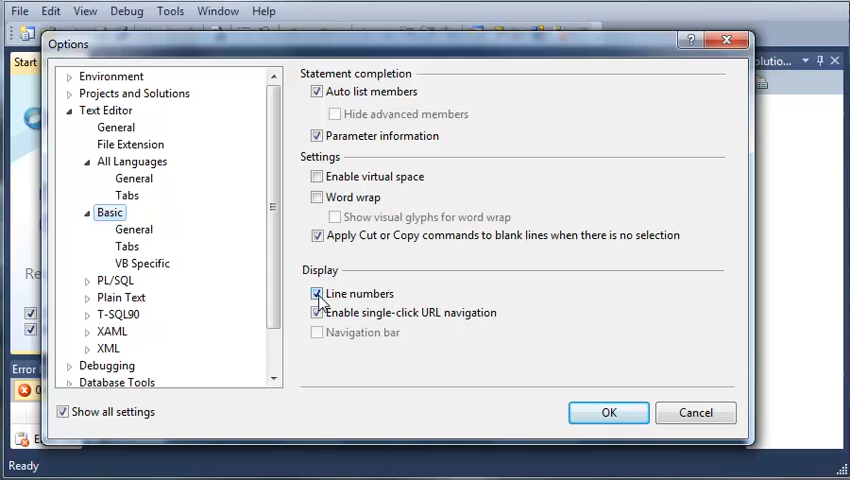 File Edit View Debug Tools Window Help
Options
Start
Environment
Projects and Solutions
Text Editor
General
File Extension
All Languages
General
Tabs
Basic
General
Tabs
VB Specific
PL/SQL
Plain Text
T-SQL90
XAML
XML
Debugging
Database Tools
Show all settings
Statement completion
Auto list members
Hide advanced members
Parameter information
Settings
Enable virtual space
Word wrap
Show visual glyphs for word wrap
Apply Cut or Copy commands to blank lines when there is no selection
Display
Line numbers
Enable single-click URL navigation
Navigation bar
OK Cancel
Error
Ready